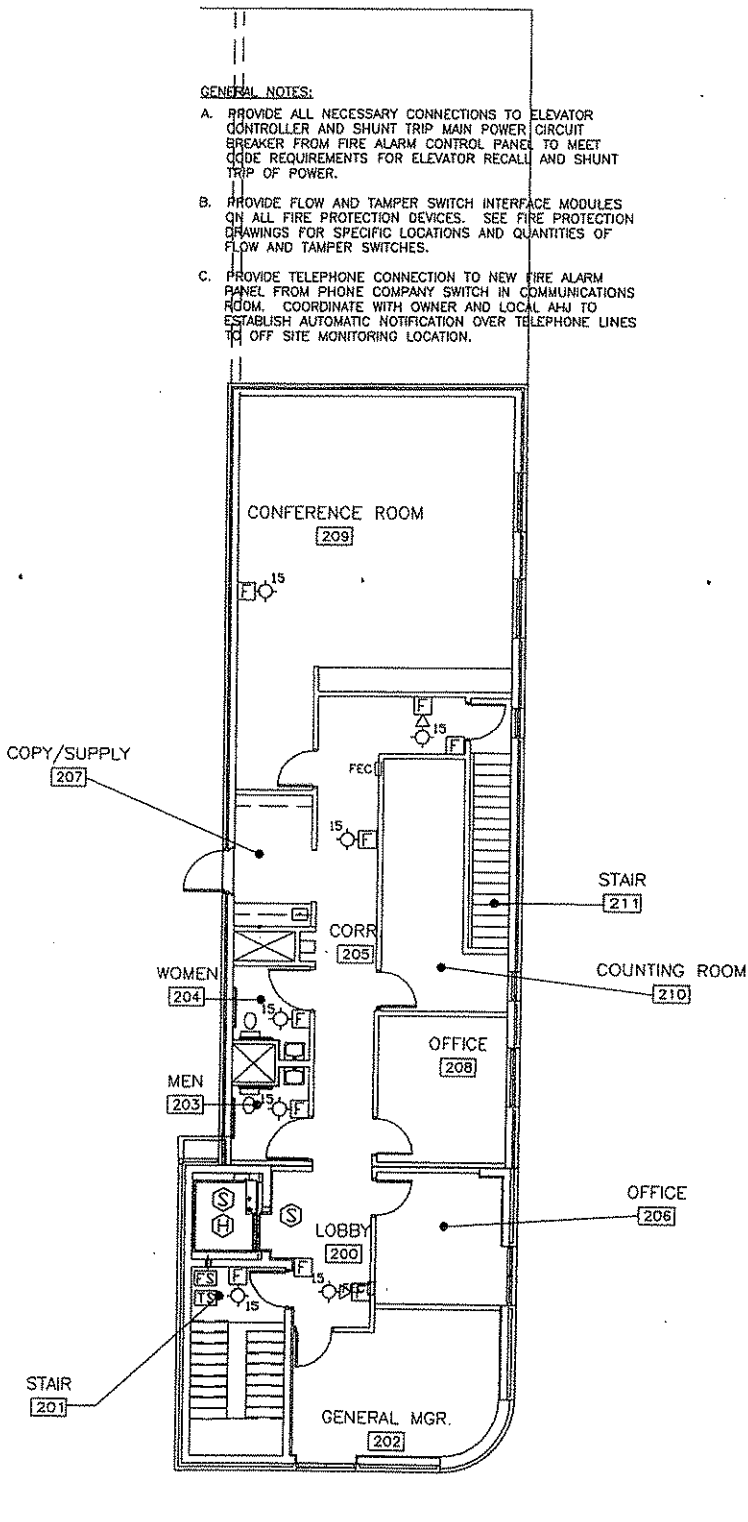 GENERAL NOTES:
A. PROVIDE ALL NECESSARY CONNECTIONS TO ELEVATOR
CONTROLLER AND SHUNT TRIP MAIN POWER CIRCUIT
BREAKER FROM FIRE ALARM CONTROL PANEL TO MEET
CODE REQUIREMENTS FOR ELEVATOR RECALL AND SHUNT
TRIP OF POWER.
B. PROVIDE FLOW AND TAMPER SWITCH INTERFACE MODULES
ON ALL FIRE PROTECTION DEVICES. SEE FIRE PROTECTION
DRAWINGS FOR SPECIFIC LOCATIONS AND QUANTITIES OF
FLOW AND TAMPER SWITCHES.
C. PROVIDE TELEPHONE CONNECTION TO NEW FIRE ALARM
PANEL FROM PHONE COMPANY SWITCH IN COMMUNICATIONS
ROOM. COORDINATE WITH OWNER AND LOCAL AHJ TO
ESTABLISH AUTOMATIC NOTIFICATION OVER TELEPHONE LINES
TO OFF SITE MONITORING LOCATION.
CONFERENCE ROOM
209
F 15
F
15
F
COPY/SUPPLY
207
FEC
15 F
STAIR
211
CORR
205
WOMEN
204
COUNTING ROOM
210
15 F
OFFICE
208
MEN
203
15 F
OFFICE
206
S
H
S
LOBBY
200
F
FS F
15 F
TS 15
STAIR
201
GENERAL MGR.
202